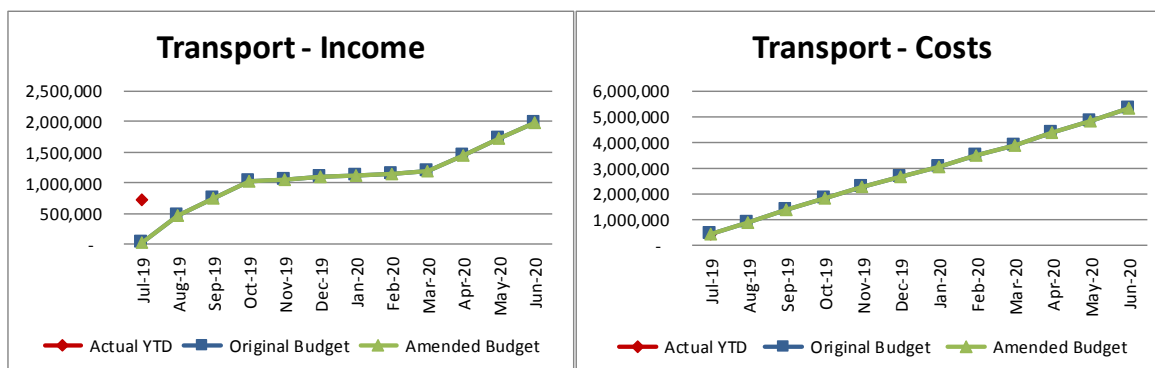 Transport - Income
2,500,000
2,000,000
1,500,000
1,000,000
500,000
-
Jul-19
Aug-19
Sep-19
Oct-19
Nov-19
Dec-19
Jan-20
Feb-20
Mar-20
Apr-20
May-20
Jun-20
Actual YTD Original Budget Amended Budget
Transport - Costs
6,000,000
5,000,000
4,000,000
3,000,000
2,000,000
1,000,000
-
Jul-19
Aug-19
Sep-19
Oct-19
Nov-19
Dec-19
Jan-20
Feb-20
Mar-20
Apr-20
May-20
Jun-20
Actual YTD Original Budget Amended Budget